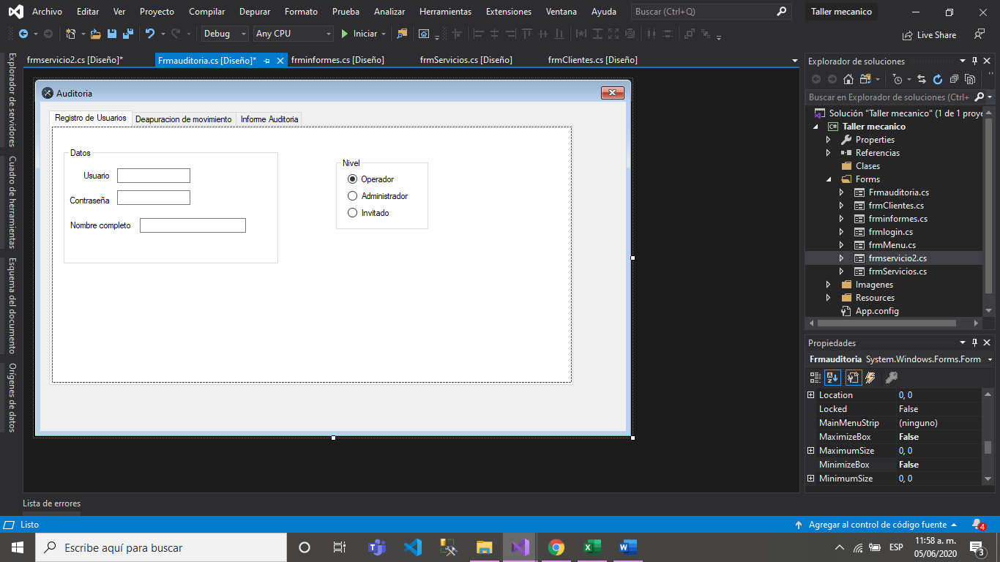 Archivo Editar Ver Proyecto Compilar Depurar Formato Prueba Analizar Herramientas Extensiones Ventana Ayuda Buscar (Ctrl+Q) Taller mecanico
Debug Any CPU Iniciar Live Share
frmservicio2.cs [Diseño]* Frmauditoria.cs [Diseño]* frminformes.cs [Diseño] frmServicios.cs [Diseño] frmClientes.cs [Diseño]
Explorador de servidores
Cuadro de herramientas
Esquema del documento
Orígenes de datos
Auditoria
Registro de Usuarios Deapuracion de movimiento Informe Auditoria
Datos
Usuario
Contraseña
Nombre completo
Nivel
Operador
Administrador
Invitado
Explorador de soluciones
Buscar en Explorador de soluciones (Ctrl+
Solución "Taller mecanico" (1 de 1 proye
C# Taller mecanico
Properties
Referencias
Clases
Forms
Frmauditoria.cs
frmClientes.cs
frminformes.cs
frmlogin.cs
frmMenu.cs
frmservicio2.cs
frmServicios.cs
Imagenes
Resources
App.config
Propiedades
Frmauditoria System.Windows.Forms.Form
Location 0, 0
Locked False
MainMenuStrip (ninguno)
MaximizeBox False
MaximumSize 0, 0
MinimizeBox False
MinimumSize 0, 0
Lista de errores
Listo Agregar al control de código fuente 4
Escribe aquí para buscar ESP 11:58 a. m.
05/06/2020 3